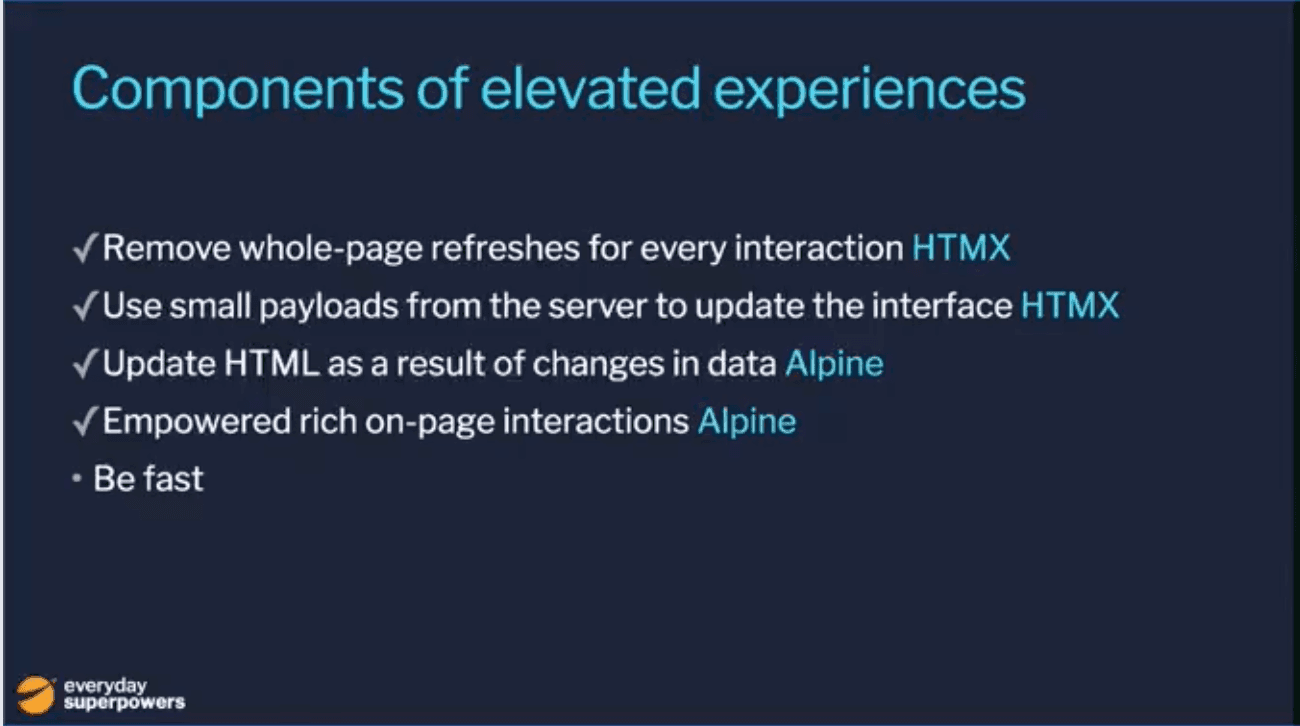 Components of elevated experiences
✓Remove whole-page refreshes for every interaction HTMX
✓Use small payloads from the server to update the interface HTMX
✓Update HTML as a result of changes in data Alpine
✓Empowered rich on-page interactions Alpine
• Be fast
everyday
superpowers